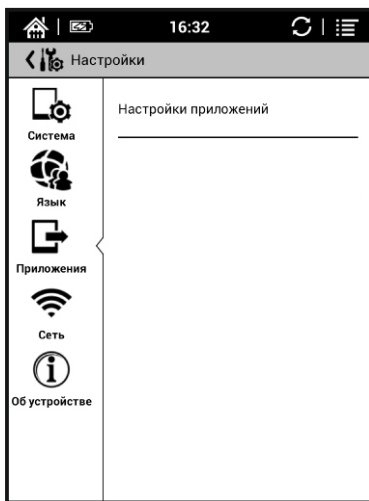 16:32
Настройки
Система
Настройки приложений
Язык
Приложения
Сеть
Об устройстве